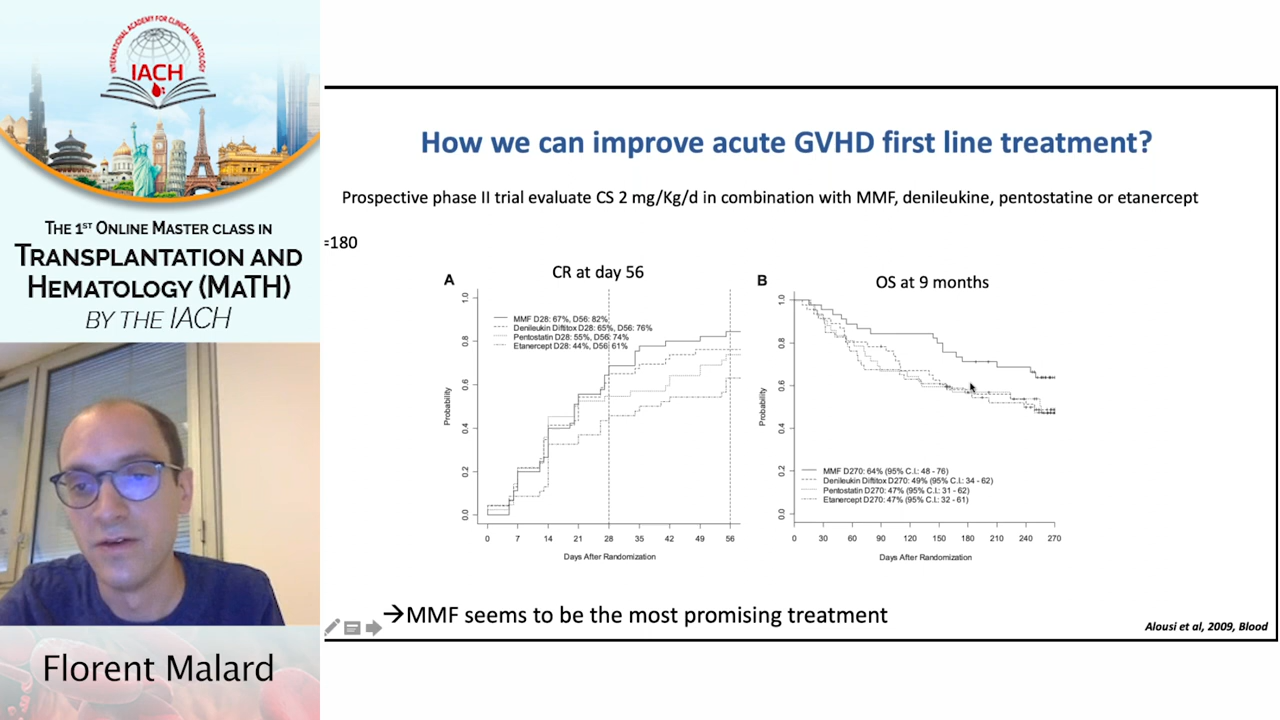 INTERNATIONAL ACADEMY FOR CLINICAL HEMATOLOGY
IACH
THE 1ST ONLINE MASTER CLASS IN
TRANSPLANTATION AND
HEMATOLOGY (MATH)
BY THE IACH
Florent Malard
How we can improve acute GVHD first line treatment?
Prospective phase II trial evaluate CS 2 mg/Kg/d in combination with MMF, denileukine, pentostatine or etanercept
=180
A
CR at day 56
MMF D28: 67%, D56: 82%
Denileukin Diftitox D28: 65%, D56: 76%
Pentostatin D28: 55%, D56: 74%
Etanercept D28: 44%, D56: 61%
Probability
1.0
0.8
0.6
0.4
0.2
0.0
0 7 14 21 28 35 42 49 56
Days After Randomization
B
OS at 9 months
Probability
1.0
0.8
0.6
0.4
0.2
0.0
MMF D270: 64% (95% C.I.: 48 - 76)
Denileukin Diftitox D270: 49% (95% C.I.: 34 - 62)
Pentostatin D270: 47% (95% C.I.: 31 - 62)
Etanercept D270: 47% (95% C.I.: 32 - 61)
0 30 60 90 120 150 180 210 240 270
Days After Randomization
→MMF seems to be the most promising treatment
Alousi et al, 2009, Blood